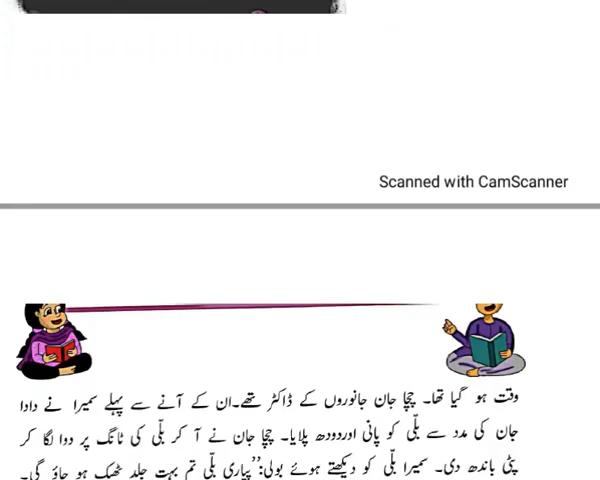 Scanned with CamScanner
وقت ہو گیا تھا۔ چچا جان جانوروں کے ڈاکٹر تھے۔ان کے آنے سے پہلے سمیرا نے دادا
جان کی مدد سے بلّی کو پانی اوردودھ پلایا۔ چچا جان نے آ کر بلّی کی ٹانگ پر دوا لگا کر
پٹی باندھ دی۔ سمیرا بلّی کو دیکھتے ہوئے بولی:”پیاری بلّی تم بہت جلد ٹھیک ہو جاؤ گی۔